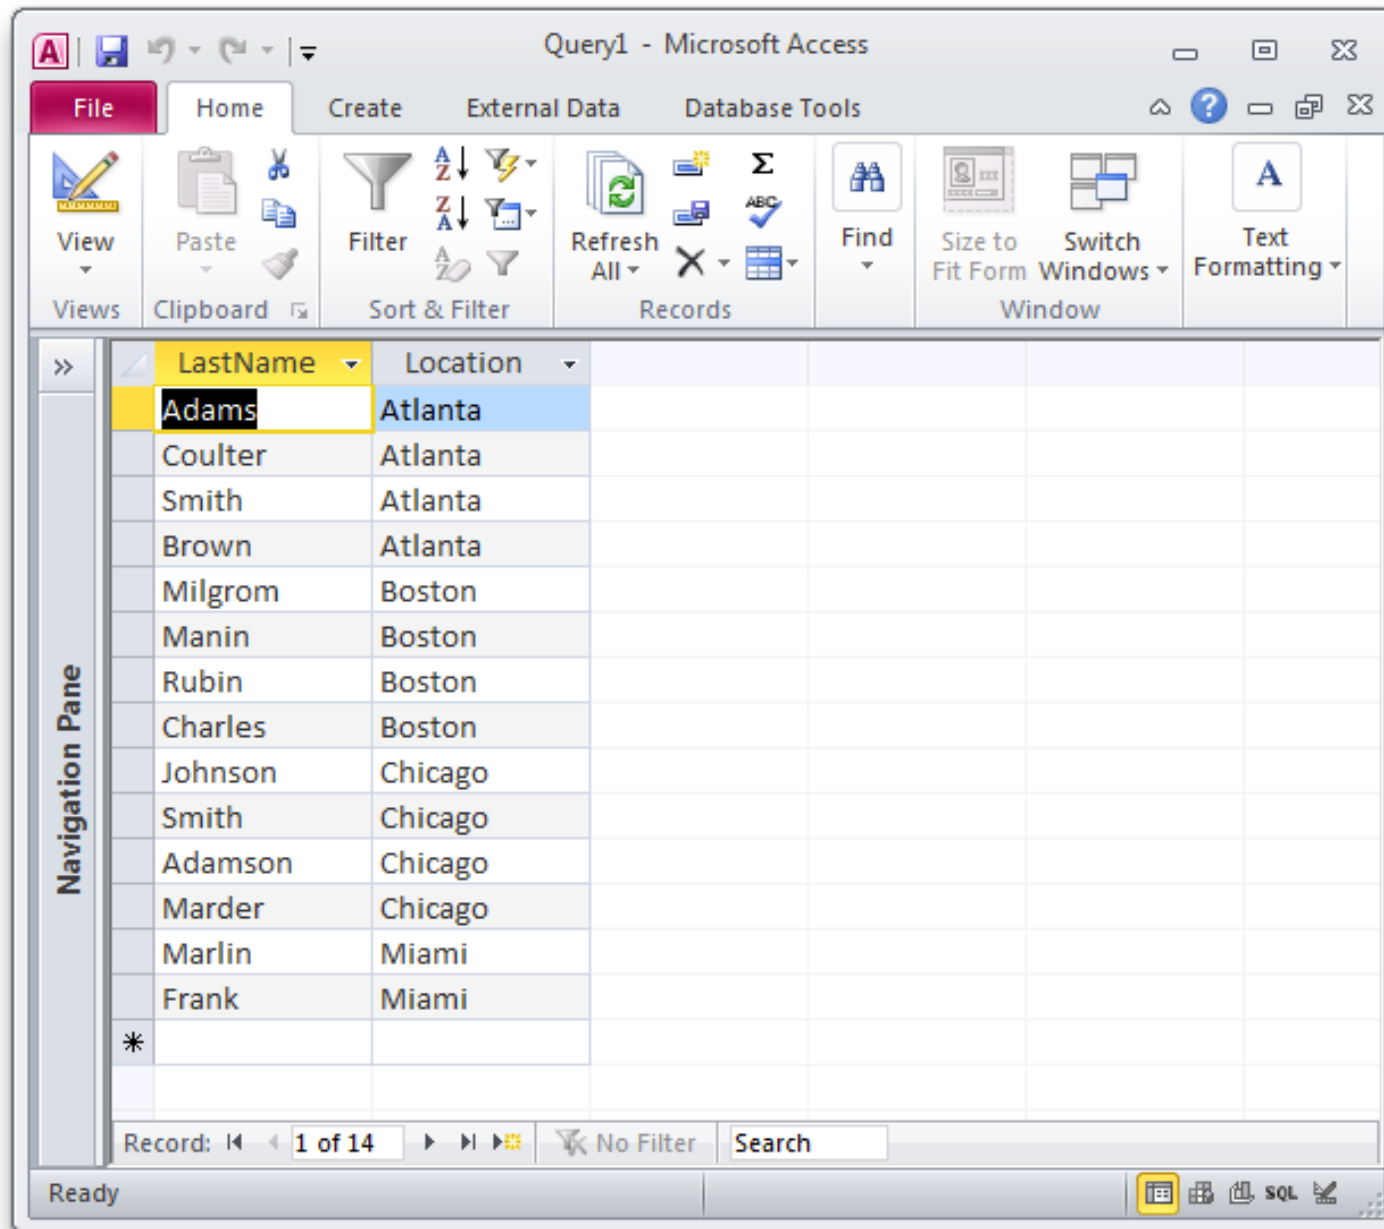 A Query1 - Microsoft Access
File Home Create External Data Database Tools ?
A Z ABC Σ A
View Paste Filter Refresh All Find Size to Fit Form Switch Windows Text Formatting
Z A
A Z
Views Clipboard Sort & Filter Records Window
LastName Location
Adams Atlanta
Coulter Atlanta
Smith Atlanta
Brown Atlanta
Milgrom Boston
Manin Boston
Rubin Boston
Charles Boston
Johnson Chicago
Smith Chicago
Adamson Chicago
Marder Chicago
Marlin Miami
Frank Miami
Navigation Pane
Record: 1 of 14 No Filter Search
Ready SQL